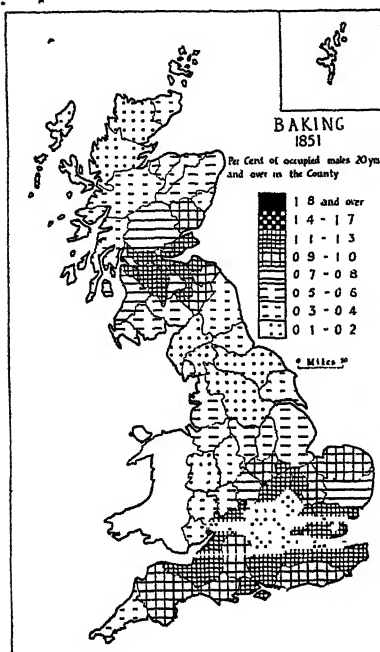 BAKING
1851
Per Cent of occupied males 20 yrs
and over in the County
1 8 and over
1 4 - 1 7
1 1 - 1 3
0 9 - 1 0
0 7 - 0 8
0 5 - 0 6
0 3 - 0 4
0 1 - 0 2
0 Miles 50